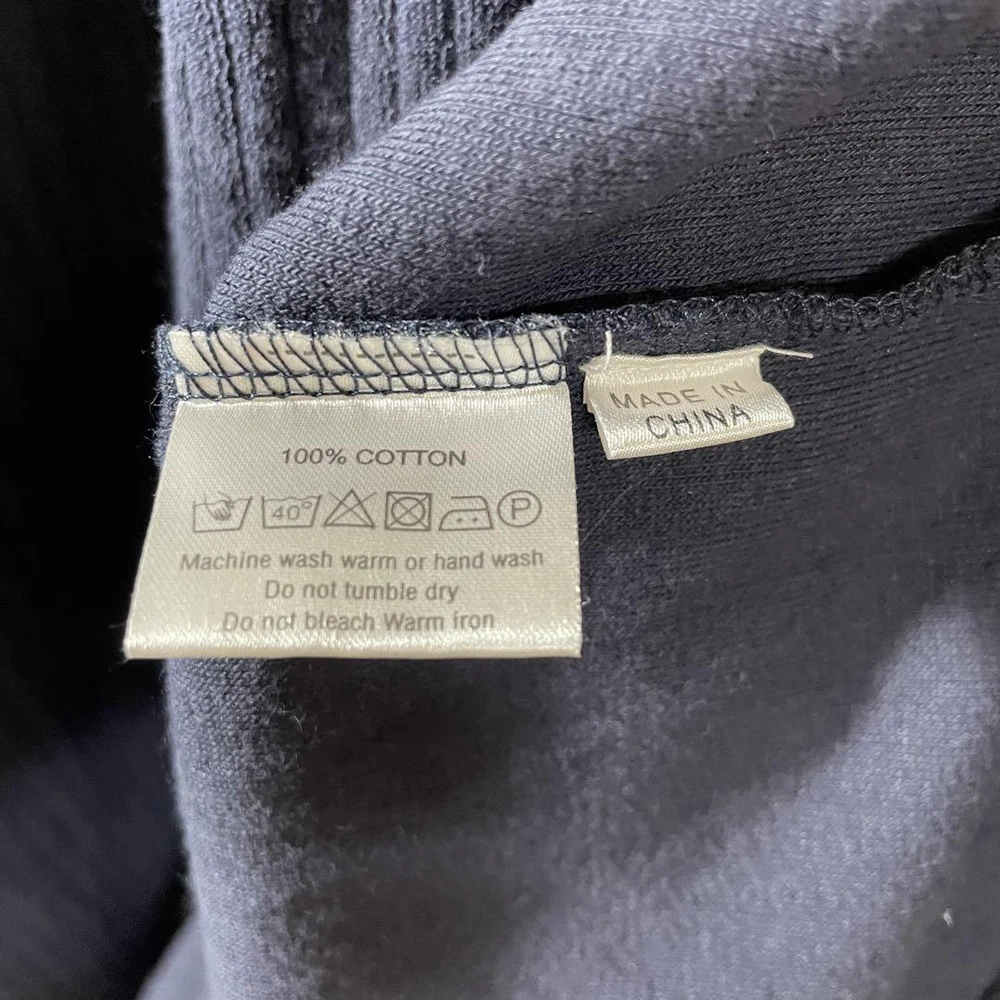 100% COTTON
40°
P
Machine wash warm or hand wash
Do not tumble dry
Do not bleach Warm iron
MADE IN
CHINA